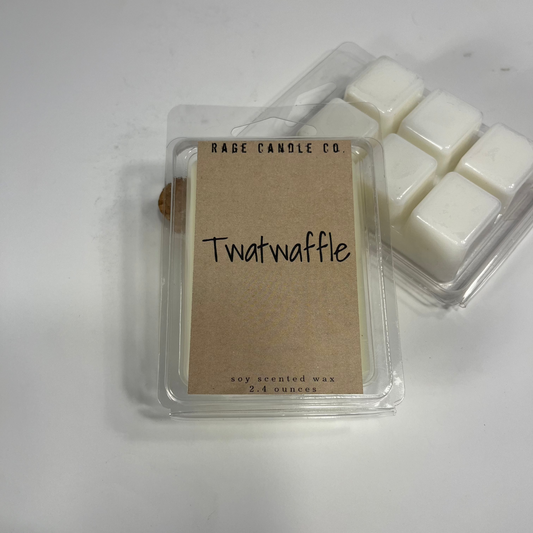 RAGE CANDLE CO.
Twatwaffle
soy scented wax
2.4 ounces